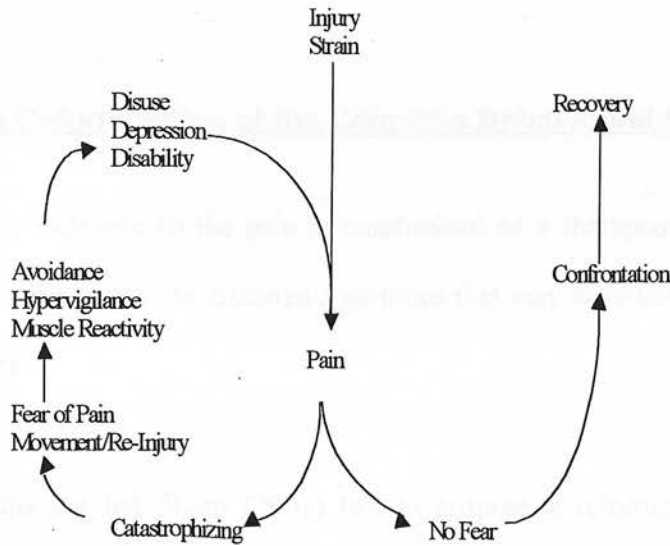 Injury
Strain
Disuse
Depression
Disability
Recovery
Avoidance
Hypervigilance
Muscle Reactivity
Confrontation
Pain
Fear of Pain
Movement/Re-Injury
Catastrophizing
No Fear